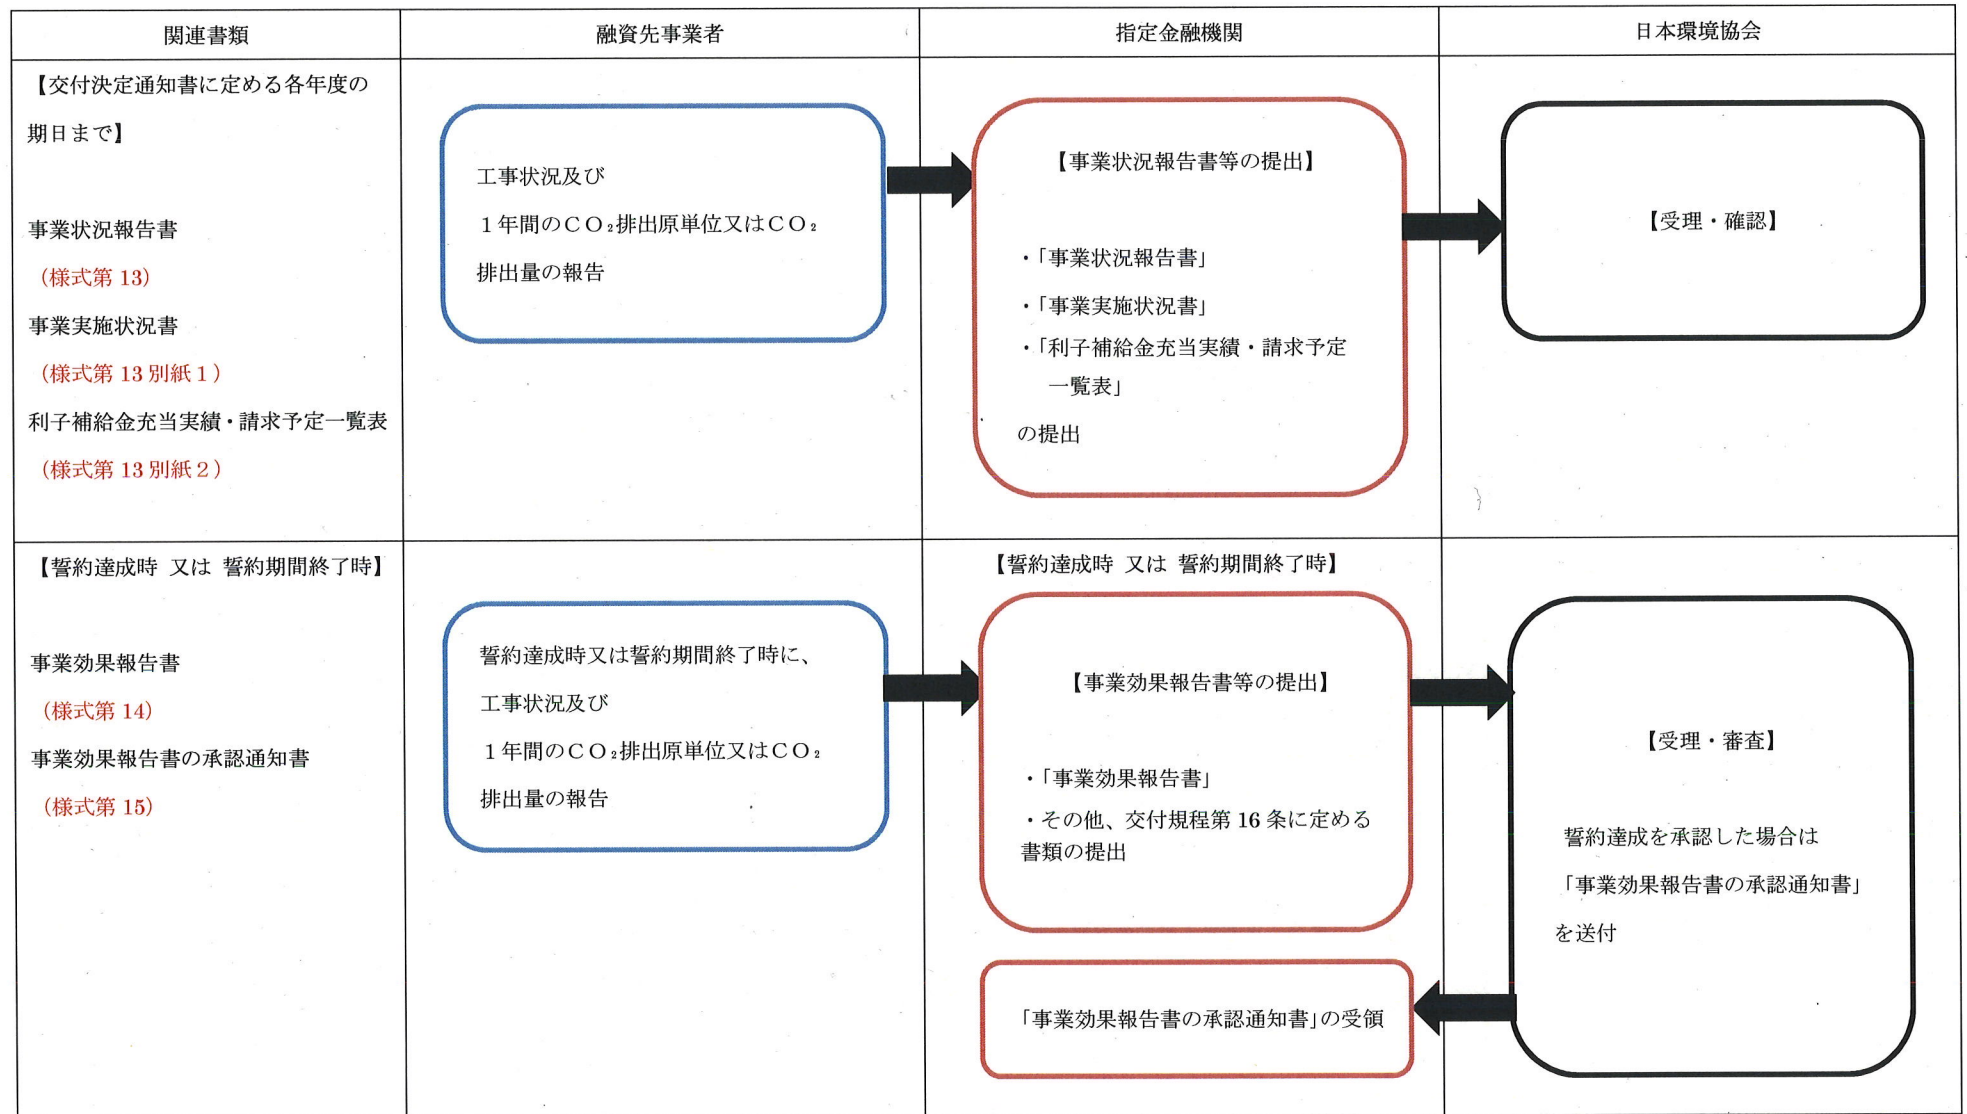 関連書類
融資先事業者
指定金融機関
日本環境協会
【交付決定通知書に定める各年度の
期日まで】
事業状況報告書
（様式第 13）
事業実施状況書
（様式第 13 別紙１）
利子補給金充当実績・請求予定一覧表
（様式第 13 別紙２）
工事状況及び
１年間のＣＯ₂排出原単位又はＣＯ₂
排出量の報告
【事業状況報告書等の提出】
・「事業状況報告書」
・「事業実施状況書」
・「利子補給金充当実績・請求予定
一覧表」
の提出
【受理・確認】
【誓約達成時 又は 誓約期間終了時】
事業効果報告書
（様式第 14）
事業効果報告書の承認通知書
（様式第 15）
誓約達成時又は誓約期間終了時に、
工事状況及び
１年間のＣＯ₂排出原単位又はＣＯ₂
排出量の報告
【誓約達成時 又は 誓約期間終了時】
【事業効果報告書等の提出】
・「事業効果報告書」
・その他、交付規程第 16 条に定める
書類の提出
「事業効果報告書の承認通知書」の受領
【受理・審査】
誓約達成を承認した場合は
「事業効果報告書の承認通知書」
を送付